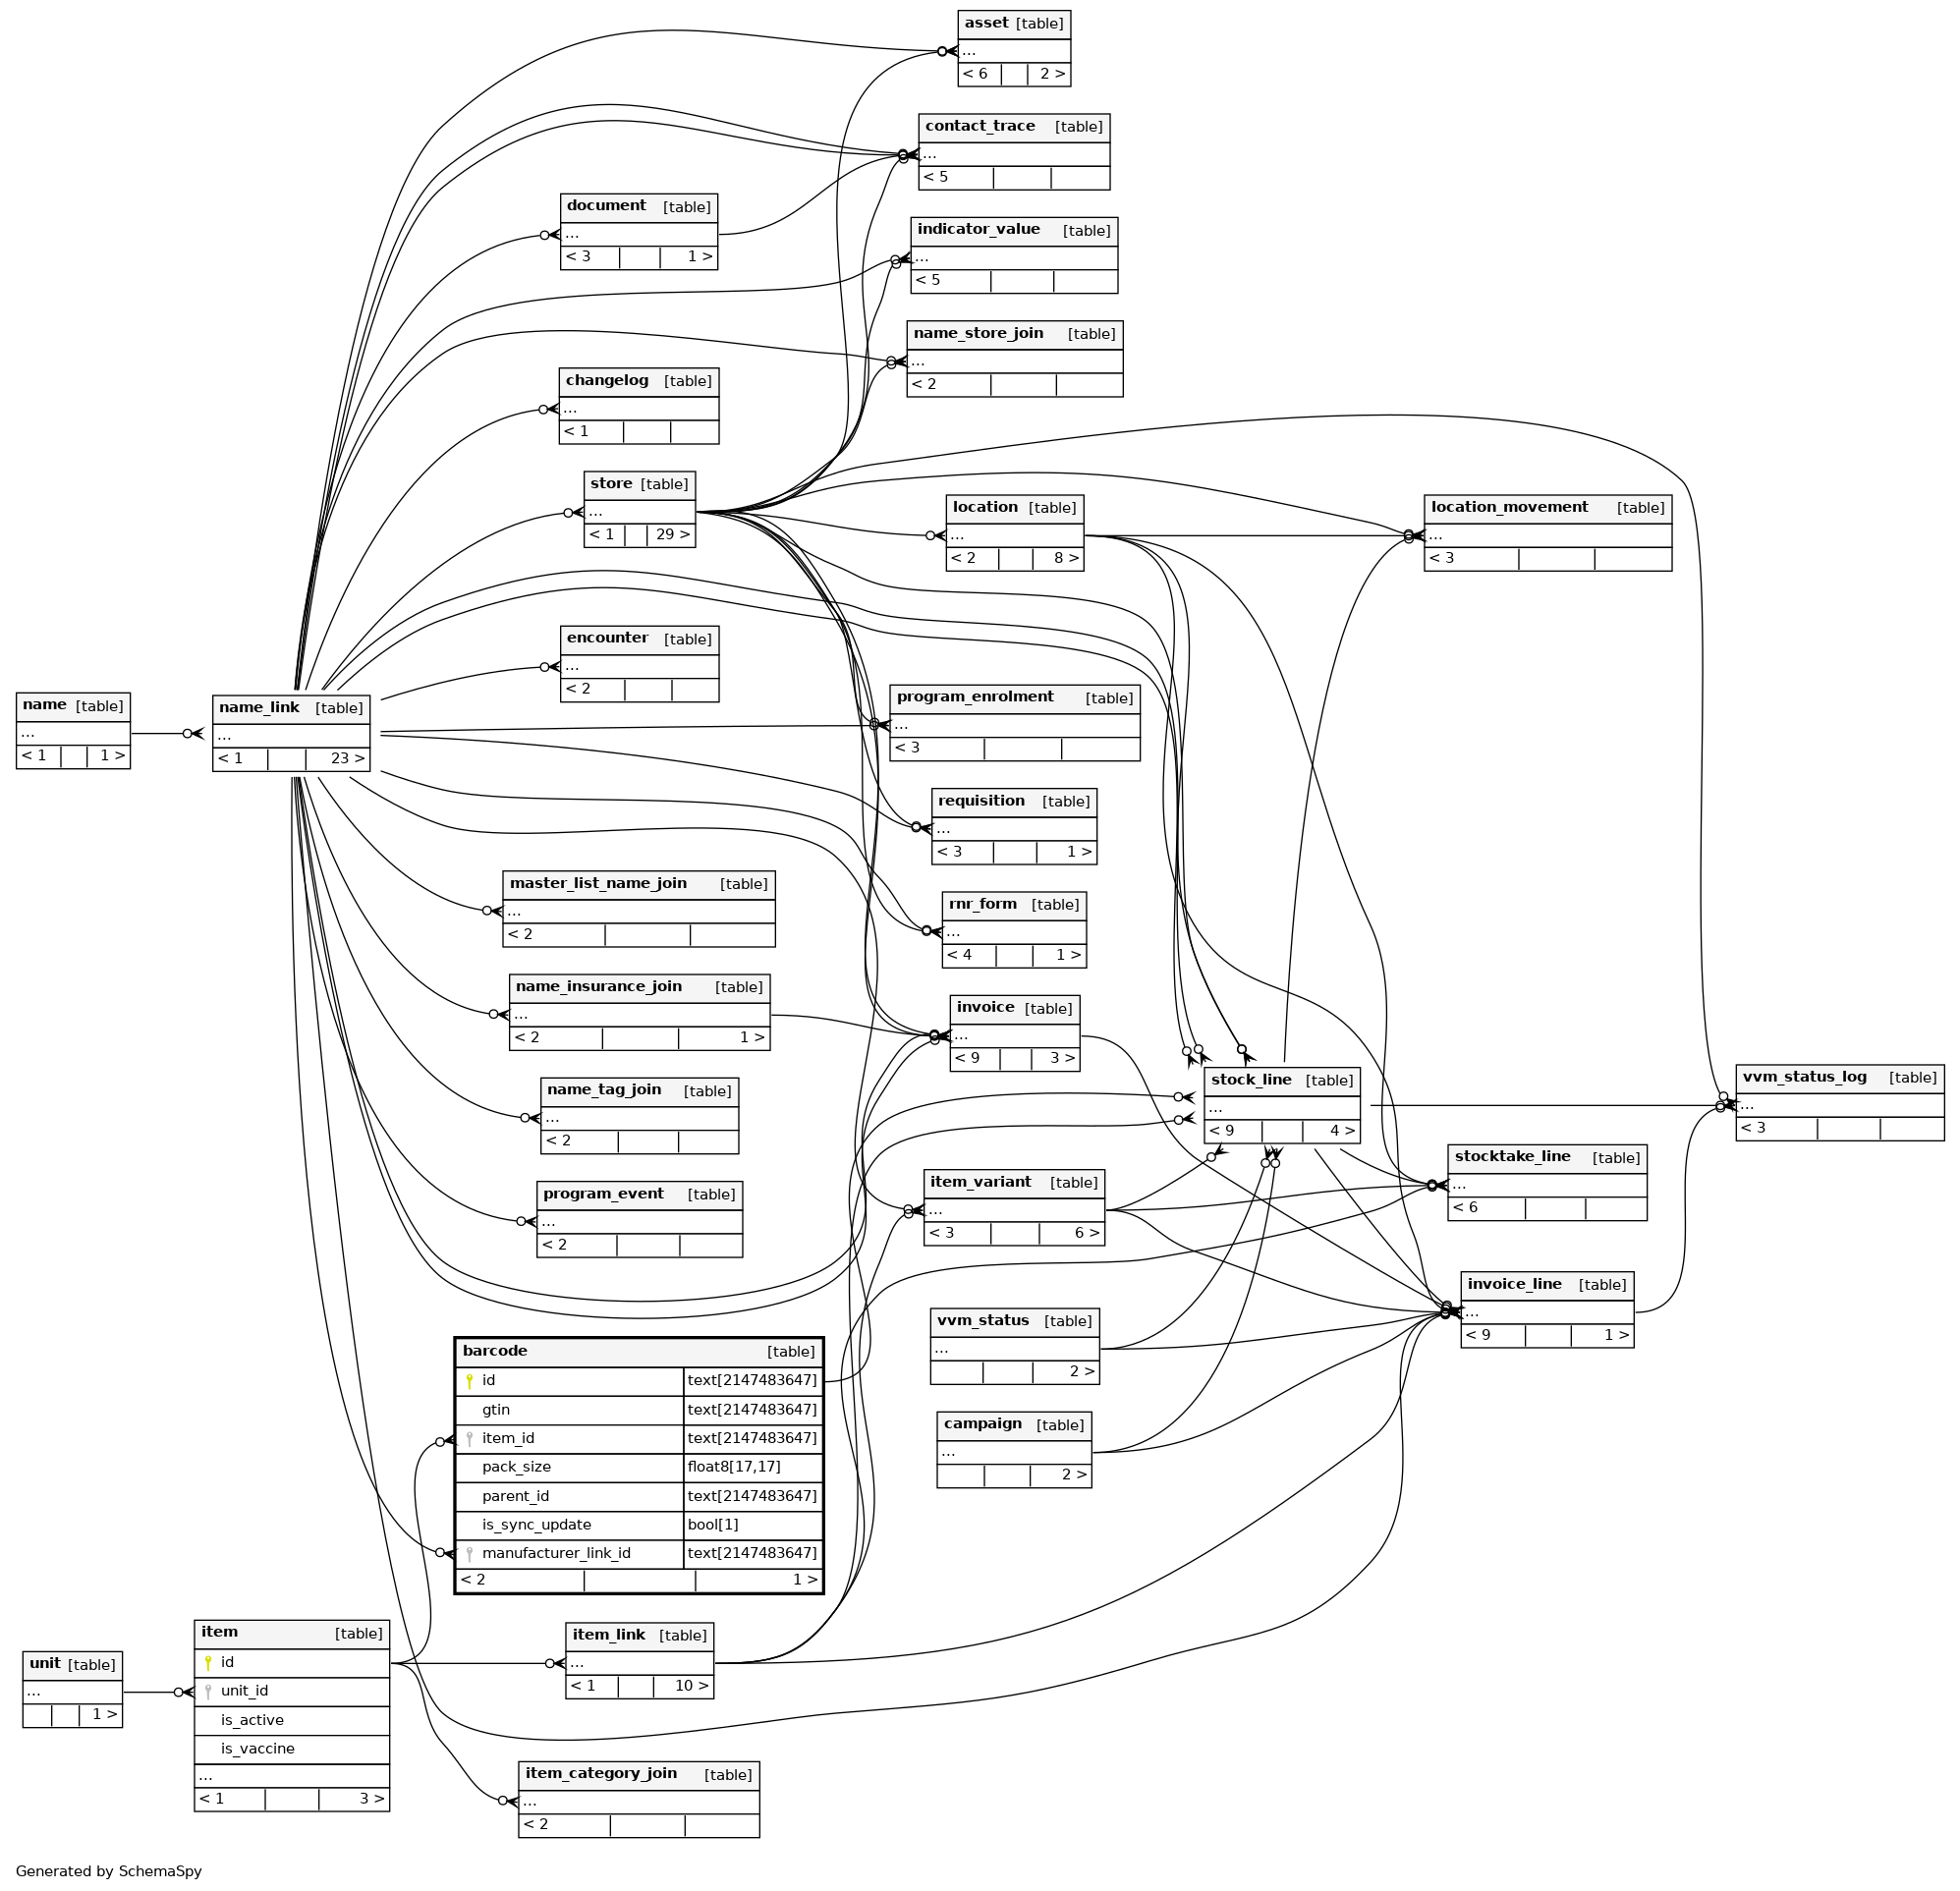 asset [table]
...
< 6 2 >
contact_trace [table]
...
< 5
document [table]
...
< 3 1 >
indicator_value [table]
...
< 5
name_store_join [table]
...
< 2
changelog [table]
...
< 1
store [table]
...
< 1 29 >
location [table]
...
< 2 8 >
location_movement [table]
...
< 3
encounter [table]
...
< 2
name [table]
...
< 1 1 >
name_link [table]
...
< 1 23 >
program_enrolment [table]
...
< 3
requisition [table]
...
< 3 1 >
master_list_name_join [table]
...
< 2
rnr_form [table]
...
< 4 1 >
name_insurance_join [table]
...
< 2 1 >
invoice [table]
...
< 9 3 >
stock_line [table]
...
< 9 4 >
vvm_status_log [table]
...
< 3
name_tag_join [table]
...
< 2
stocktake_line [table]
...
< 6
item_variant [table]
...
< 3 6 >
program_event [table]
...
< 2
invoice_line [table]
...
< 9 1 >
vvm_status [table]
...
2 >
campaign [table]
...
2 >
barcode [table]
id text[2147483647]
gtin text[2147483647]
item_id text[2147483647]
pack_size float8[17,17]
parent_id text[2147483647]
is_sync_update bool[1]
manufacturer_link_id text[2147483647]
< 2 1 >
unit [table]
...
1 >
item [table]
id
unit_id
is_active
is_vaccine
...
< 1 3 >
item_link [table]
...
< 1 10 >
item_category_join [table]
...
< 2
Generated by SchemaSpy